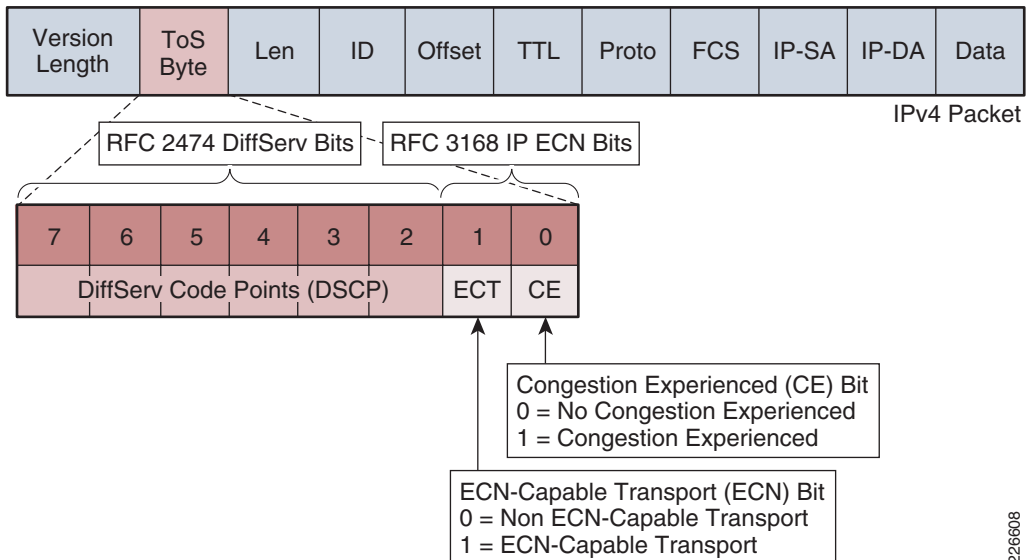 Version Length
ToS Byte
Len
ID
Offset
TTL
Proto
FCS
IP-SA
IP-DA
Data
IPv4 Packet
RFC 2474 DiffServ Bits
RFC 3168 IP ECN Bits
7 6 5 4 3 2 1 0
DiffServ Code Points (DSCP)
ECT
CE
Congestion Experienced (CE) Bit
0 = No Congestion Experienced
1 = Congestion Experienced
ECN-Capable Transport (ECN) Bit
0 = Non ECN-Capable Transport
1 = ECN-Capable Transport
226608